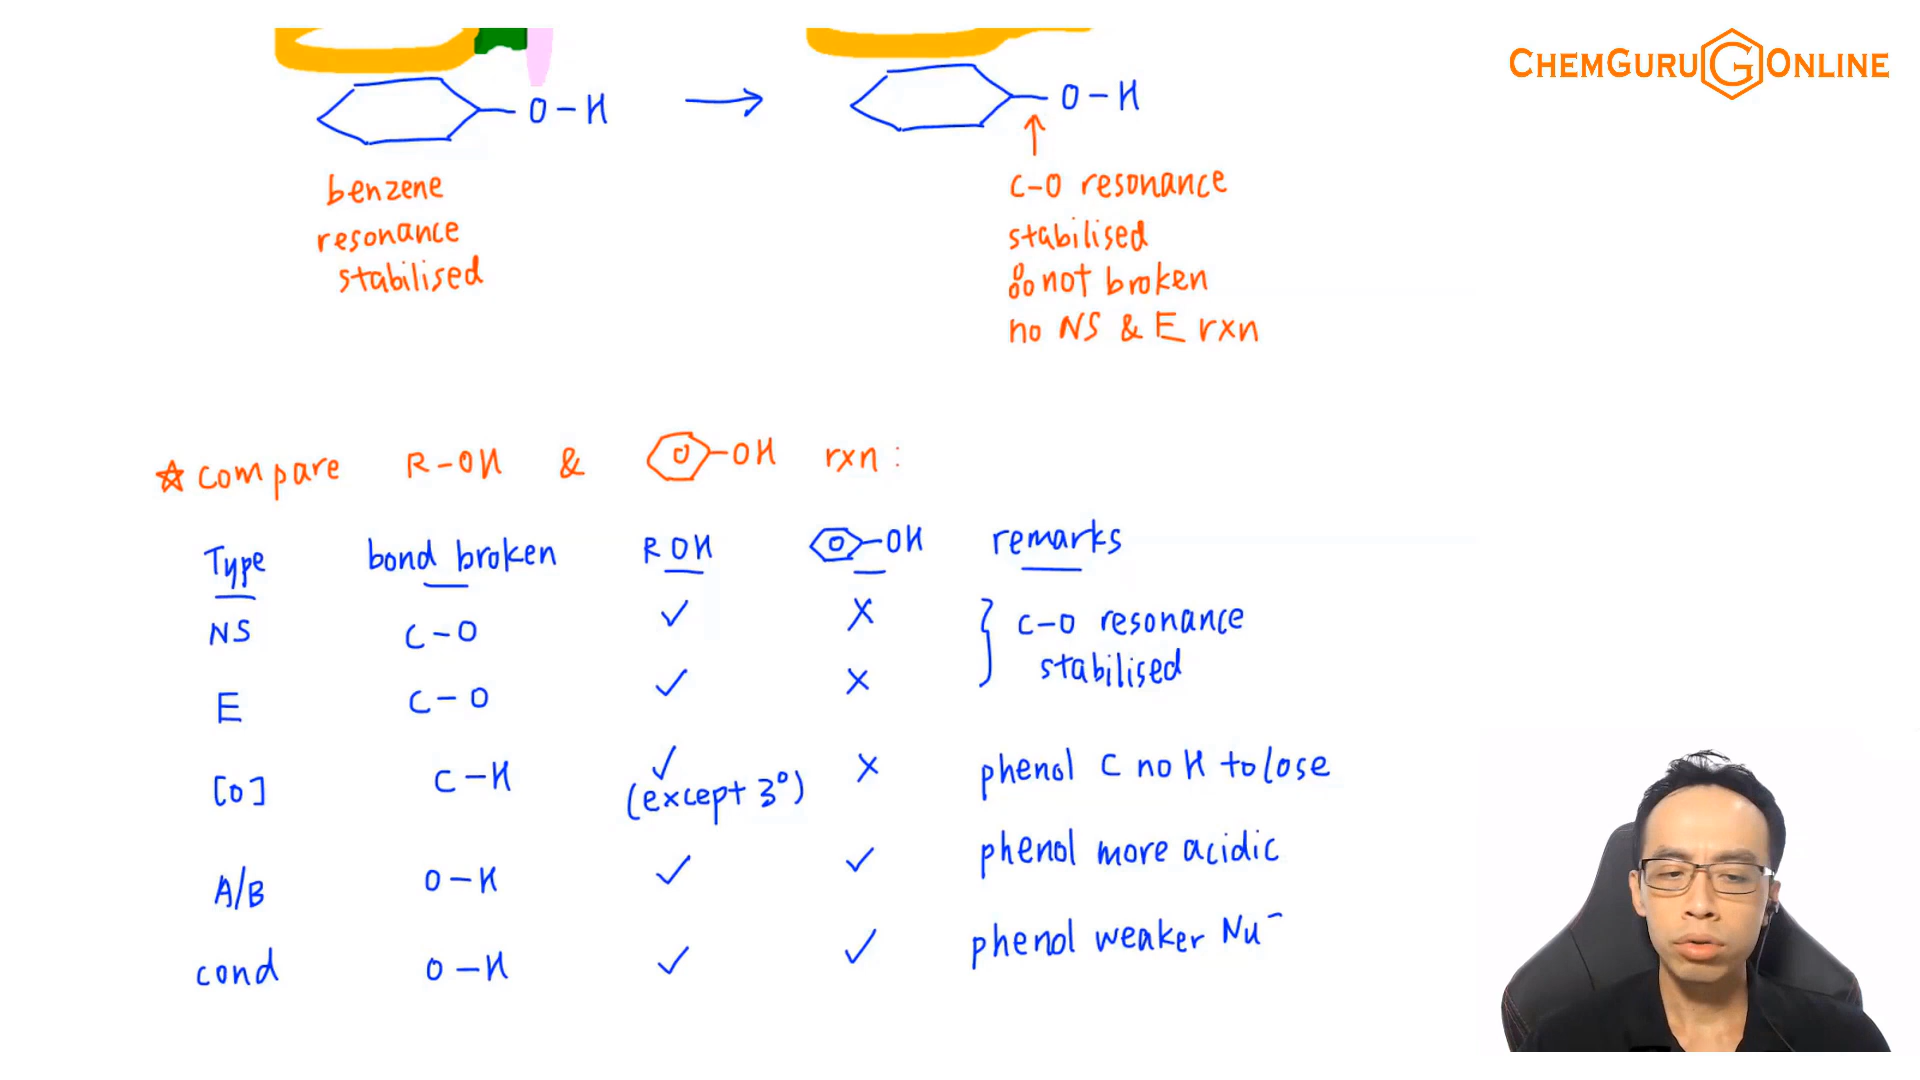 CHEMGURU G ONLINE
O-H
O-H
benzene
resonance
stabilised
C-O resonance
stabilised
∴ not broken
no NS & E rxn
☆ compare R-OH & OH rxn:
Type bond broken ROH OH remarks
NS C-O ✓ X } C-O resonance
stabilised
E C-O ✓ X
[O] C-H ✓ (except 3°) X phenol C no H to lose
A/B O-H ✓ ✓ phenol more acidic
cond O-H ✓ ✓ phenol weaker Nu⁻